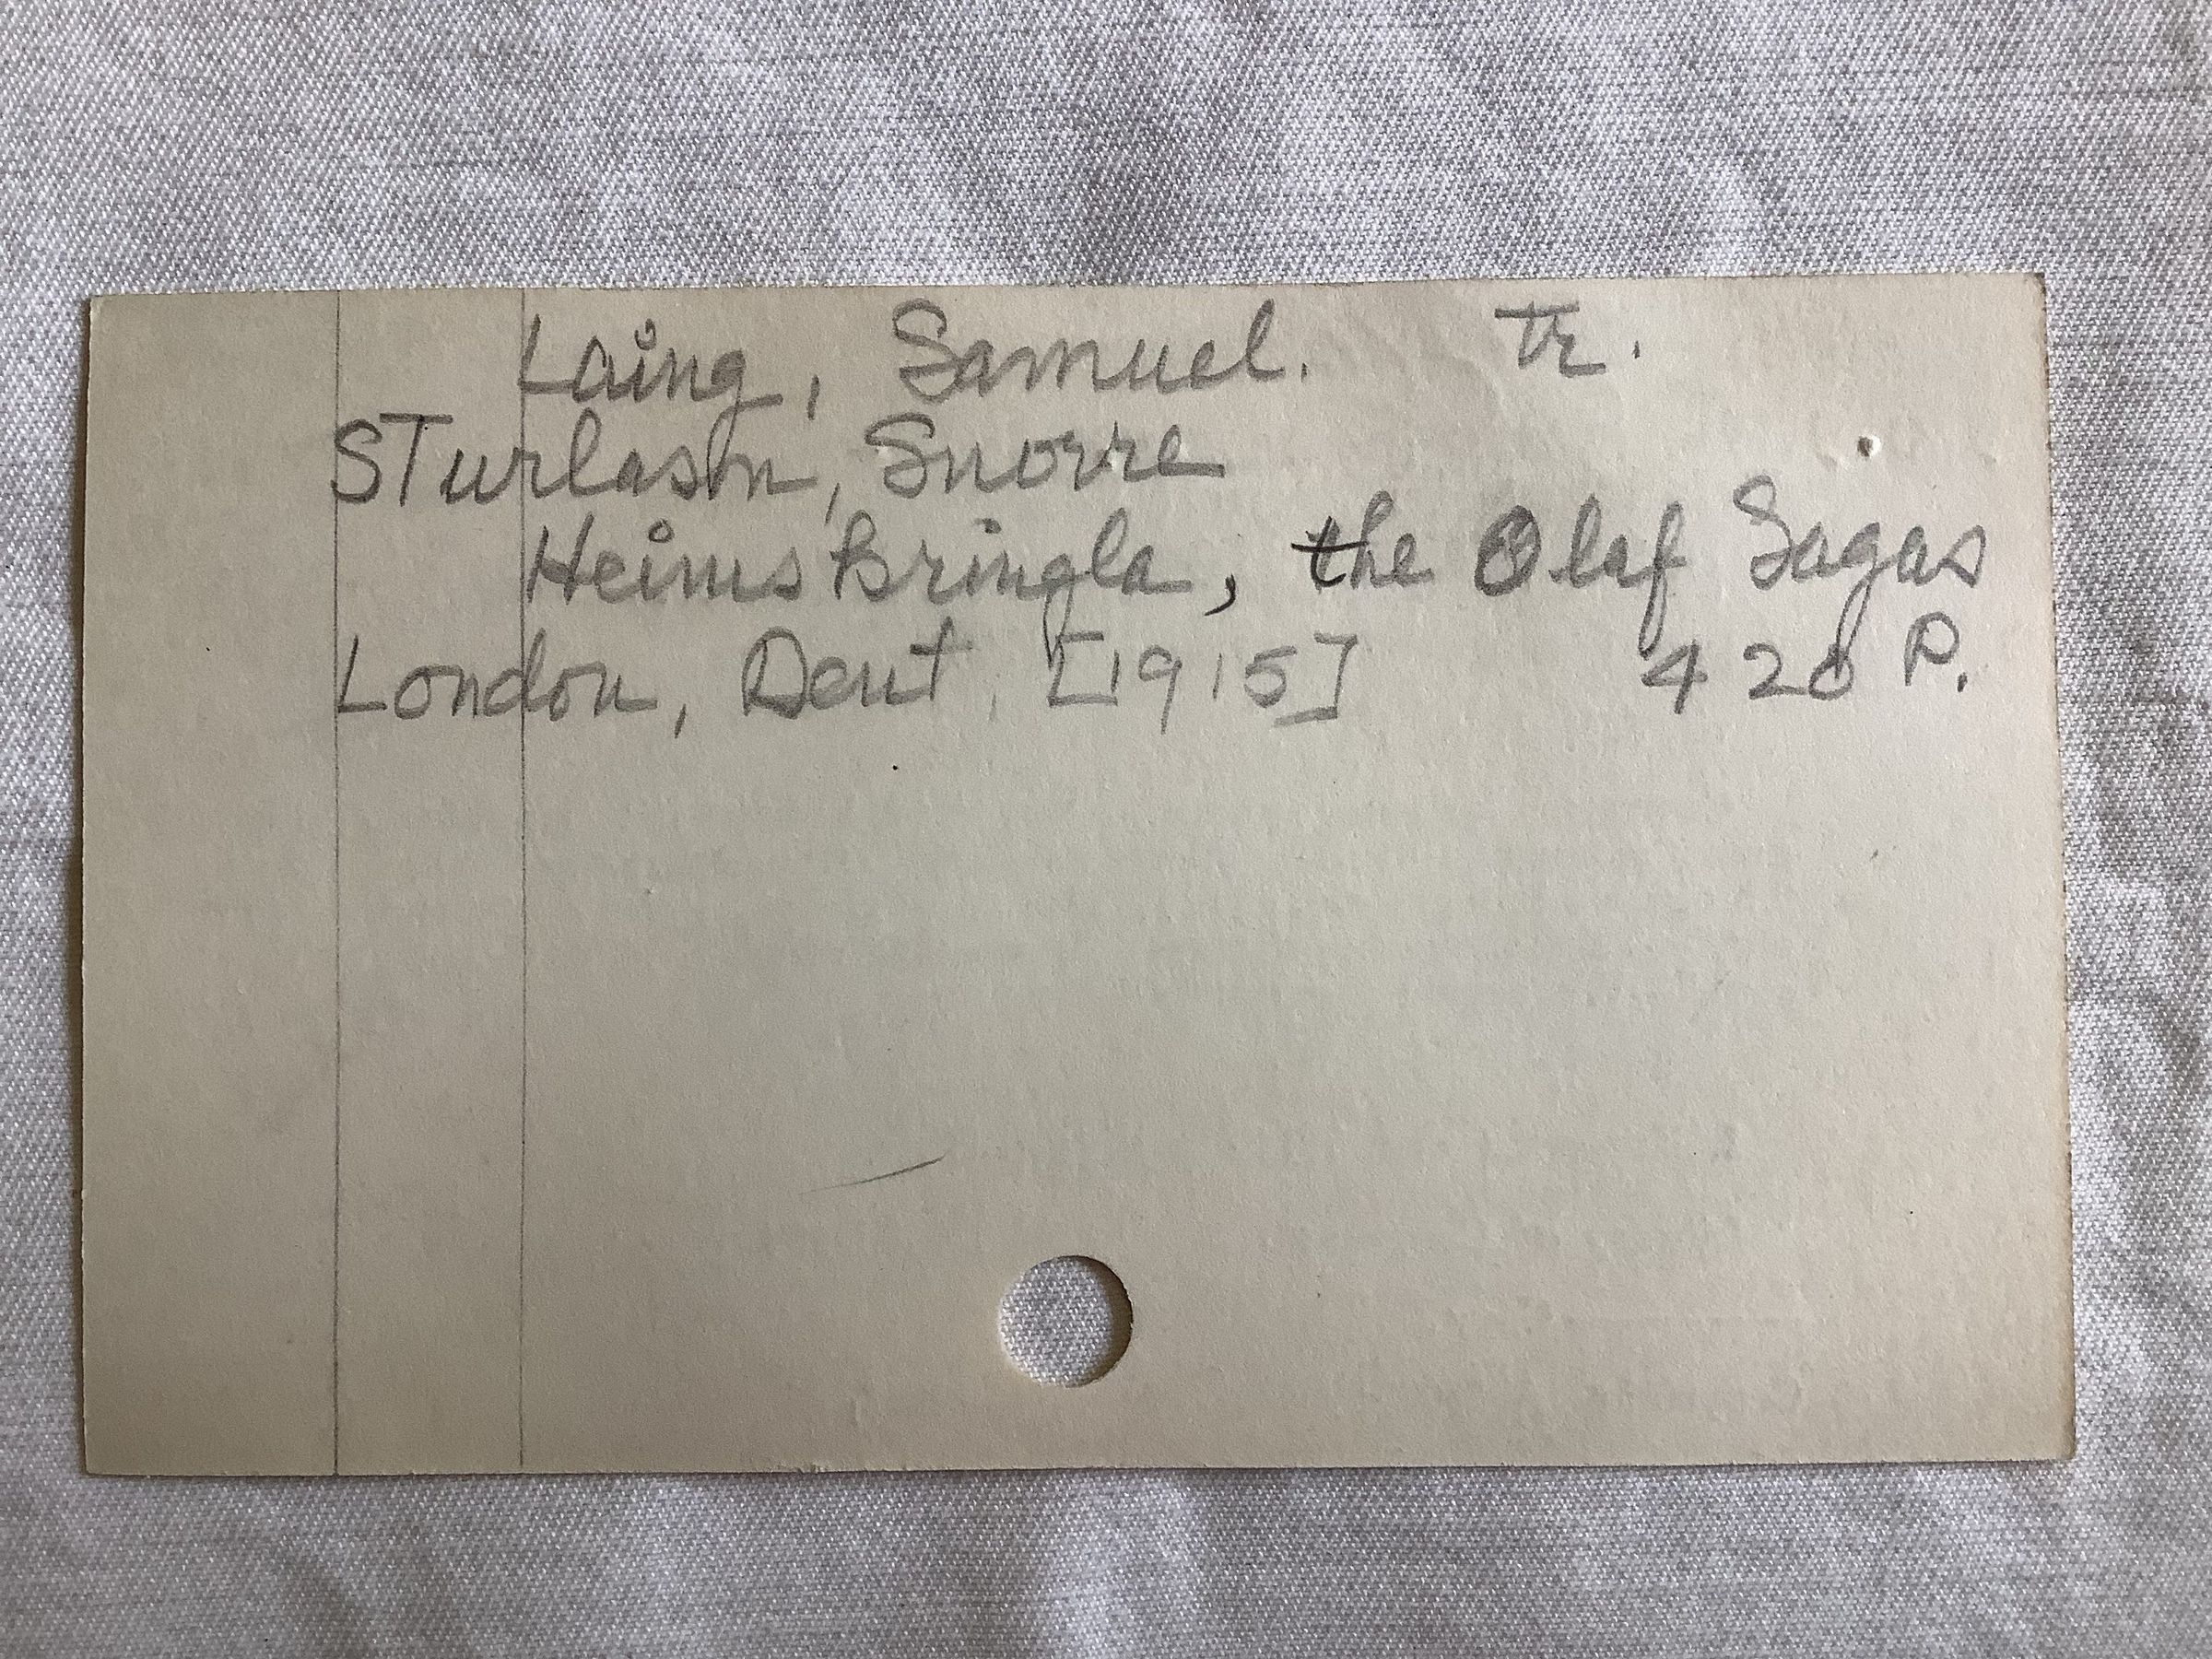 Laing, Samuel. tr.
Sturlason, Snorre
Heimskringla, the Olaf Sagas
London, Dent, [1915] 420 P.